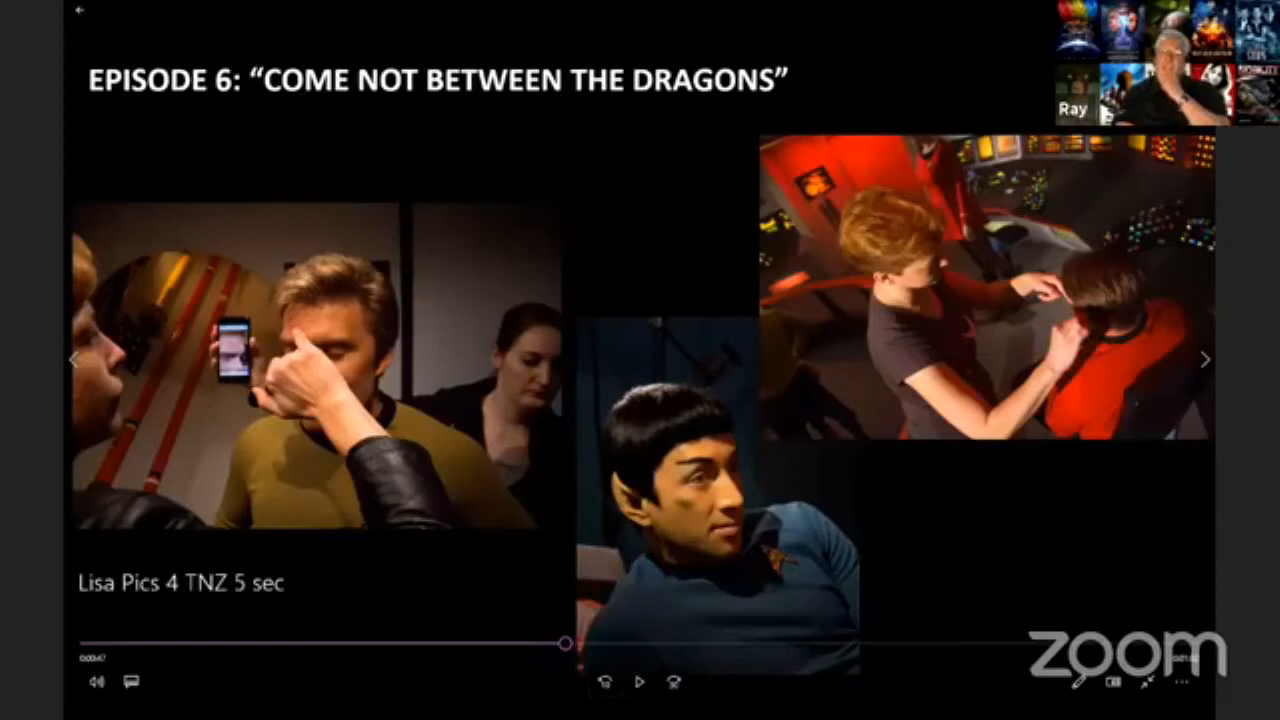 EPISODE 6: “COME NOT BETWEEN THE DRAGONS”
Ray
Lisa Pics 4 TNZ 5 sec
0:00:47
zoom